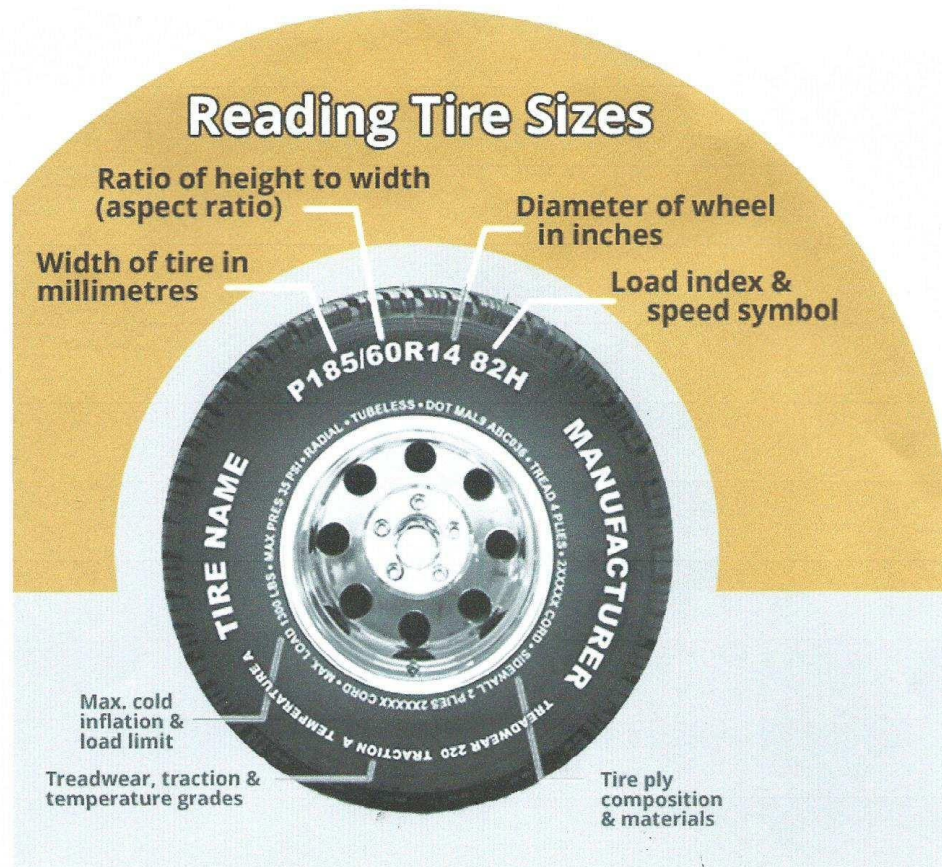 Reading Tire Sizes
Ratio of height to width
(aspect ratio)
Diameter of wheel
in inches
Width of tire in
millimetres
Load index &
speed symbol
P185/60R14 82H
TIRE NAME
MANUFACTURER
MAX. LOAD 1300 LBS • MAX PRES 35 PSI • RADIAL • TUBELESS • DOT MAL9 ABC036 • TREAD 4 PLIES • 2XXXXX CORD • SIDEWALL 2 PLIES 2XXXXX CORD •
TREADWEAR 220 TRACTION A TEMPERATURE A
Max. cold
inflation &
load limit
Treadwear, traction &
temperature grades
Tire ply
composition
& materials